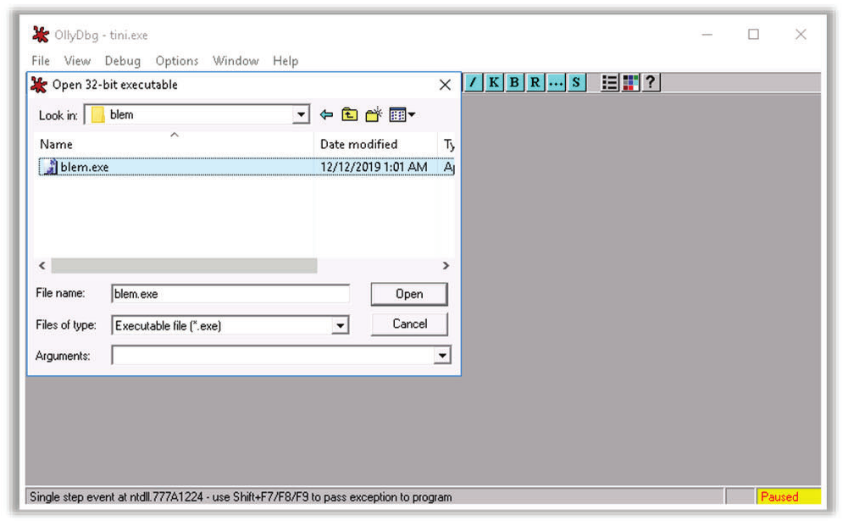 OllyDbg - tini.exe
File View Debug Options Window Help
Open 32-bit executable
/ K B R ... S ?
Look in: blem
Name Date modified Ty
blem.exe 12/12/2019 1:01 AM A
File name: blem.exe Open
Files of type: Executable file (*.exe) Cancel
Arguments:
Single step event at ntdll.777A1224 - use Shift+F7/F8/F9 to pass exception to program Paused